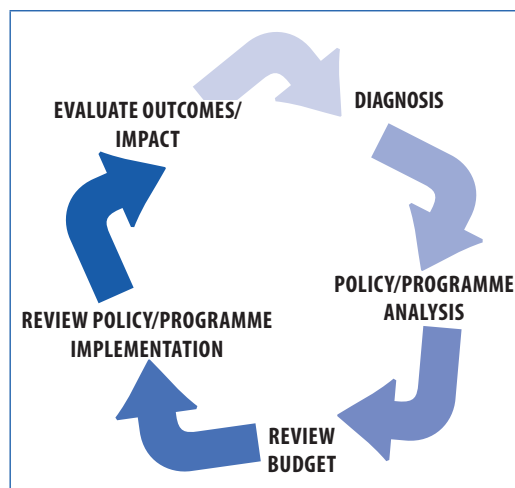 DIAGNOSIS
POLICY/PROGRAMME
ANALYSIS
REVIEW
BUDGET
REVIEW POLICY/PROGRAMME
IMPLEMENTATION
EVALUATE OUTCOMES/
IMPACT